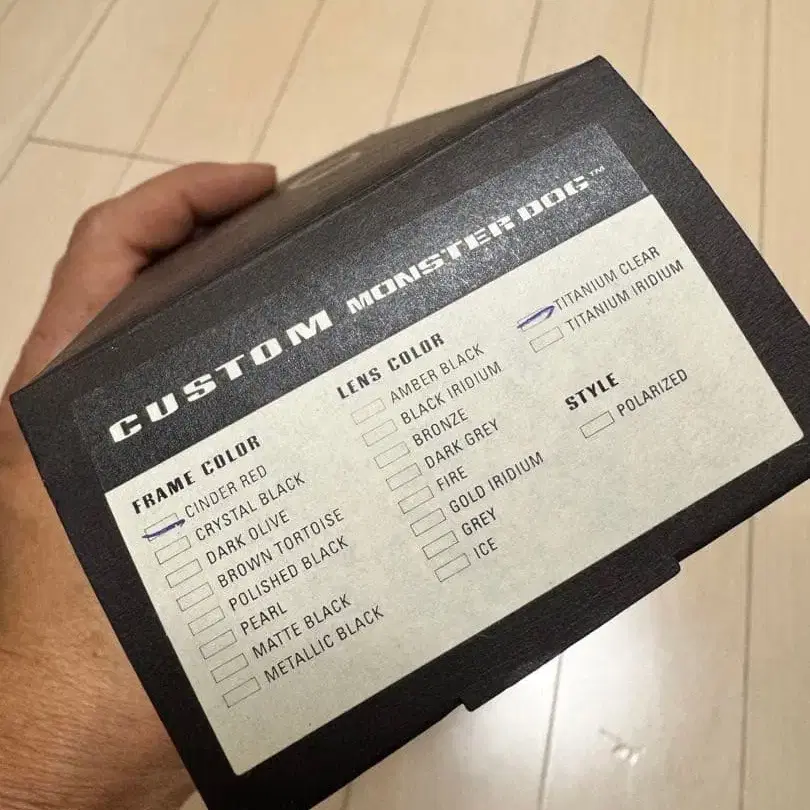 CUSTOM MONSTER DOG™
FRAME COLOR
CINDER RED
CRYSTAL BLACK
DARK OLIVE
BROWN TORTOISE
POLISHED BLACK
PEARL
MATTE BLACK
METALLIC BLACK
LENS COLOR
AMBER BLACK
BLACK IRIDIUM
BRONZE
DARK GREY
FIRE
GOLD IRIDIUM
GREY
ICE
TITANIUM CLEAR
TITANIUM IRIDIUM
STYLE
POLARIZED